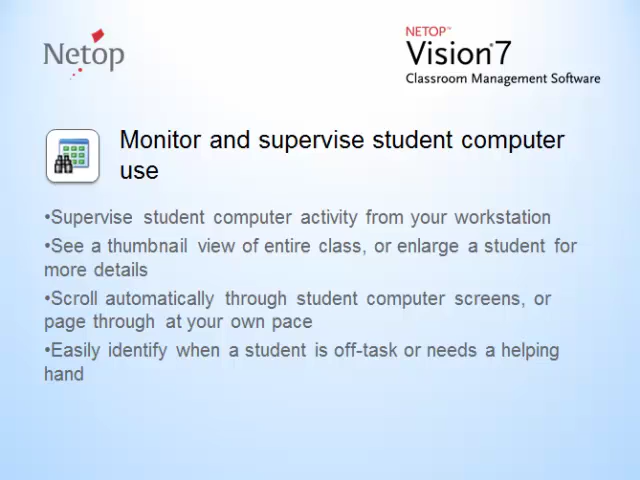 Netop
NETOP™
Vision®7
Classroom Management Software
Monitor and supervise student computer
use
•Supervise student computer activity from your workstation
•See a thumbnail view of entire class, or enlarge a student for
more details
•Scroll automatically through student computer screens, or
page through at your own pace
•Easily identify when a student is off-task or needs a helping
hand